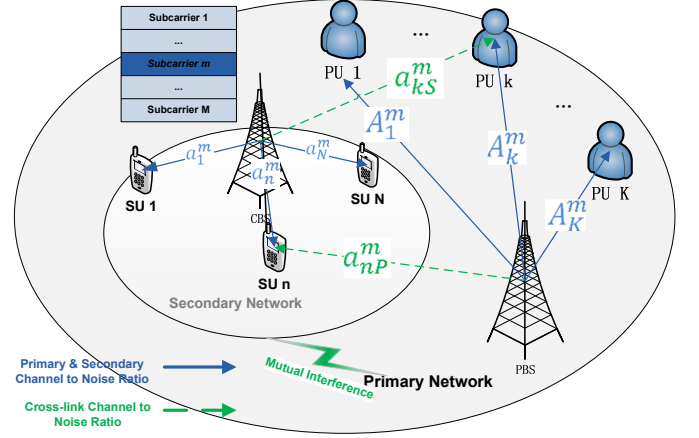 Subcarrier 1
...
Subcarrier m
...
Subcarrier M
PU 1
...
PU k
...
PU K
a_{kS}^m
A_1^m
A_k^m
A_K^m
a_1^m
a_N^m
a_n^m
SU 1
SU N
CBS
SU n
a_{nP}^m
Secondary Network
PBS
Primary & Secondary
Channel to Noise Ratio
Mutual Interference
Primary Network
Cross-link Channel to
Noise Ratio